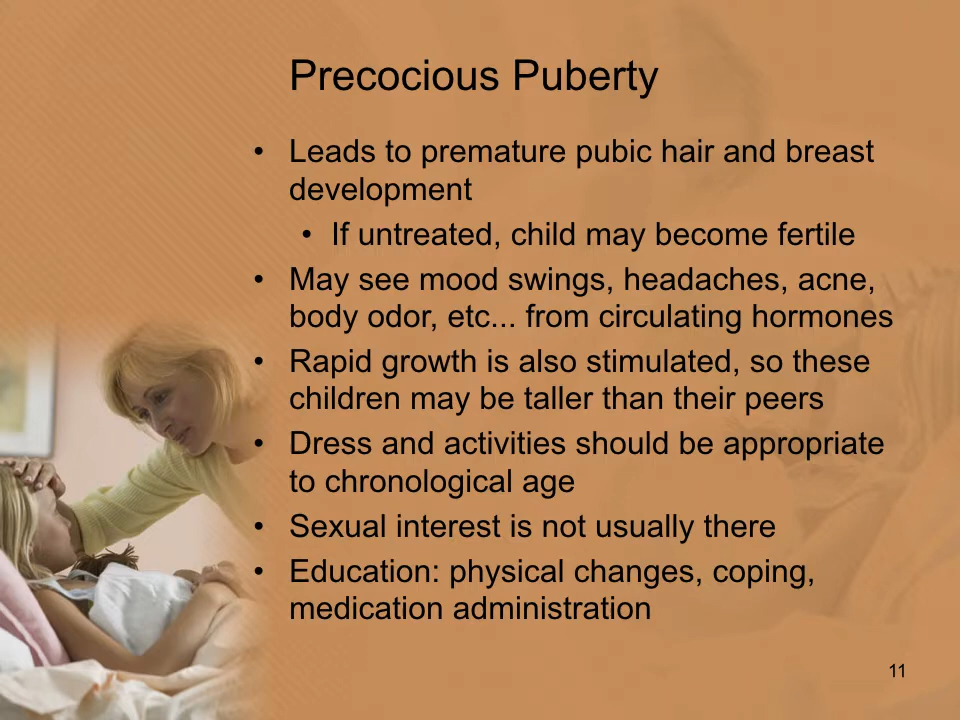 Precocious Puberty
• Leads to premature pubic hair and breast
development
• If untreated, child may become fertile
• May see mood swings, headaches, acne,
body odor, etc... from circulating hormones
• Rapid growth is also stimulated, so these
children may be taller than their peers
• Dress and activities should be appropriate
to chronological age
• Sexual interest is not usually there
• Education: physical changes, coping,
medication administration
11